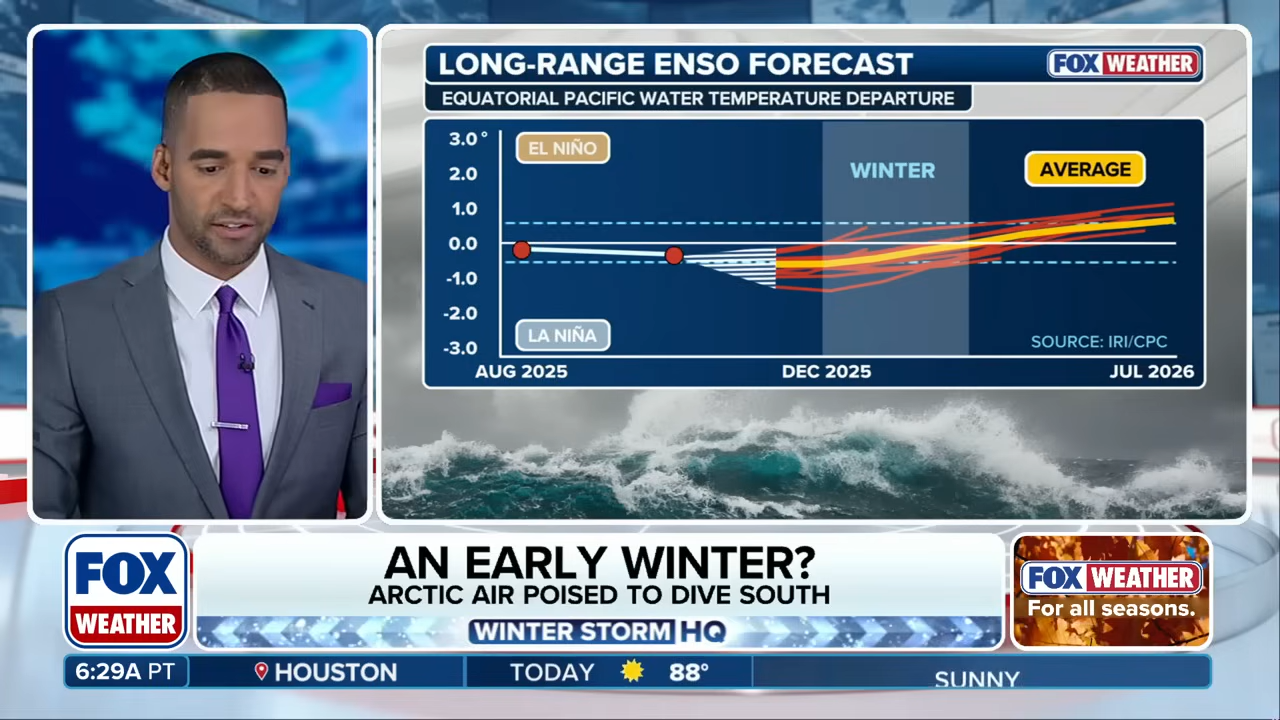 LONG-RANGE ENSO FORECAST
FOX WEATHER
EQUATORIAL PACIFIC WATER TEMPERATURE DEPARTURE
3.0°
2.0
1.0
0.0
-1.0
-2.0
-3.0
EL NIÑO
WINTER
AVERAGE
LA NIÑA
SOURCE: IRI/CPC
AUG 2025
DEC 2025
JUL 2026
FOX
WEATHER
AN EARLY WINTER?
ARCTIC AIR POISED TO DIVE SOUTH
WINTER STORM HQ
FOX WEATHER
For all seasons.
6:29A PT
HOUSTON
TODAY
88°
SUNNY